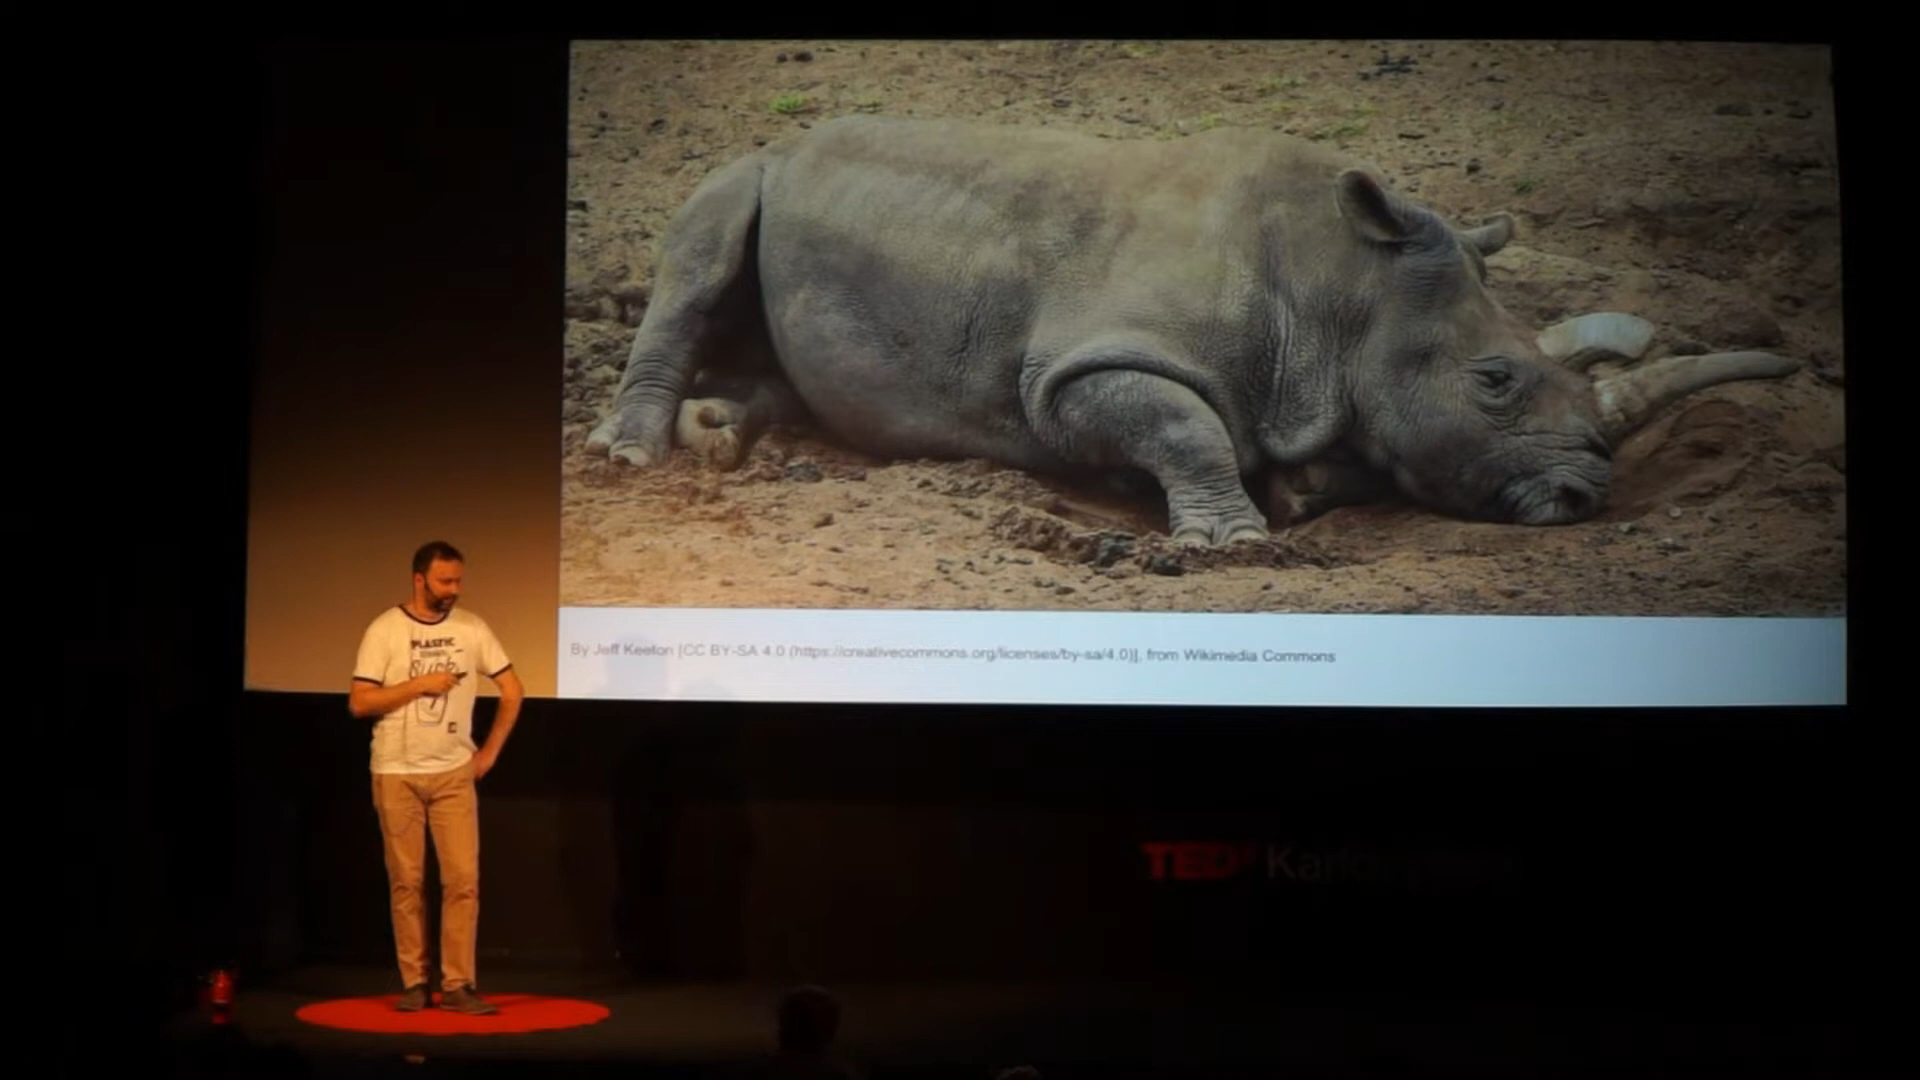 PLASTIC
Suck
By Jeff Keeton [CC BY-SA 4.0 (https://creativecommons.org/licenses/by-sa/4.0)], from Wikimedia Commons
TEDx